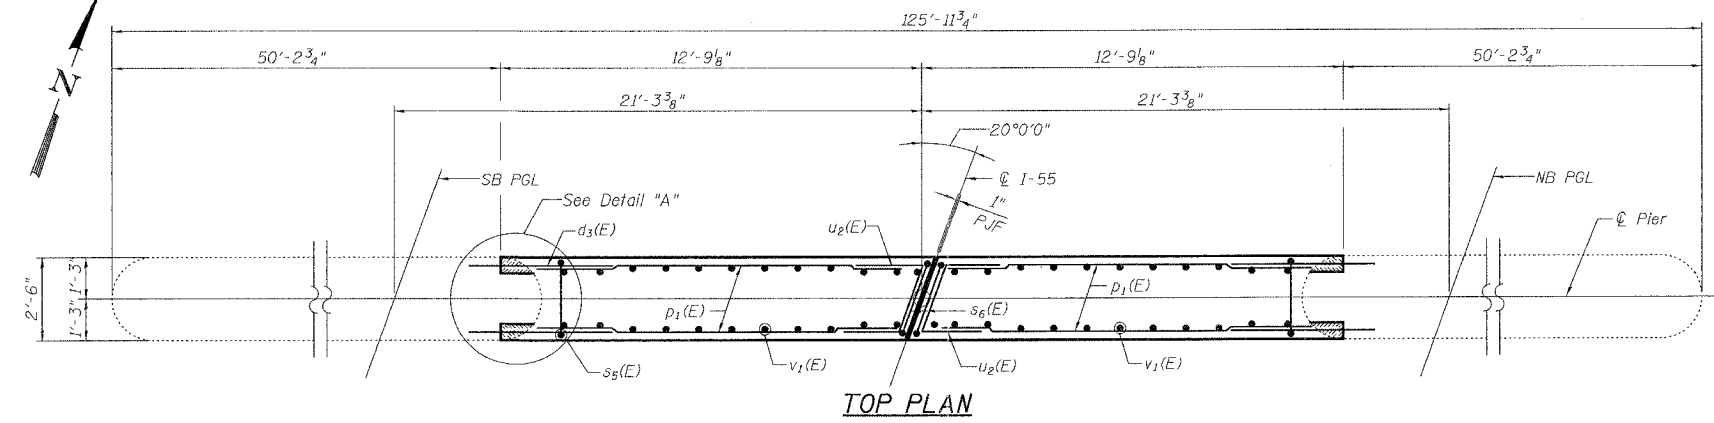 125'-11¾"
50'-2¾"
12'-9⅛"
12'-9⅛"
50'-2¾"
21'-3⅜"
21'-3⅜"
N
20°0'0"
SB PGL
℄ I-55
NB PGL
See Detail "A"
1"
PJF
d₃(E)
u₂(E)
℄ Pier
2'-6"
1'-3"
1'-3"
p₁(E)
s₆(E)
p₁(E)
s₅(E)
v₁(E)
u₂(E)
v₁(E)
TOP PLAN